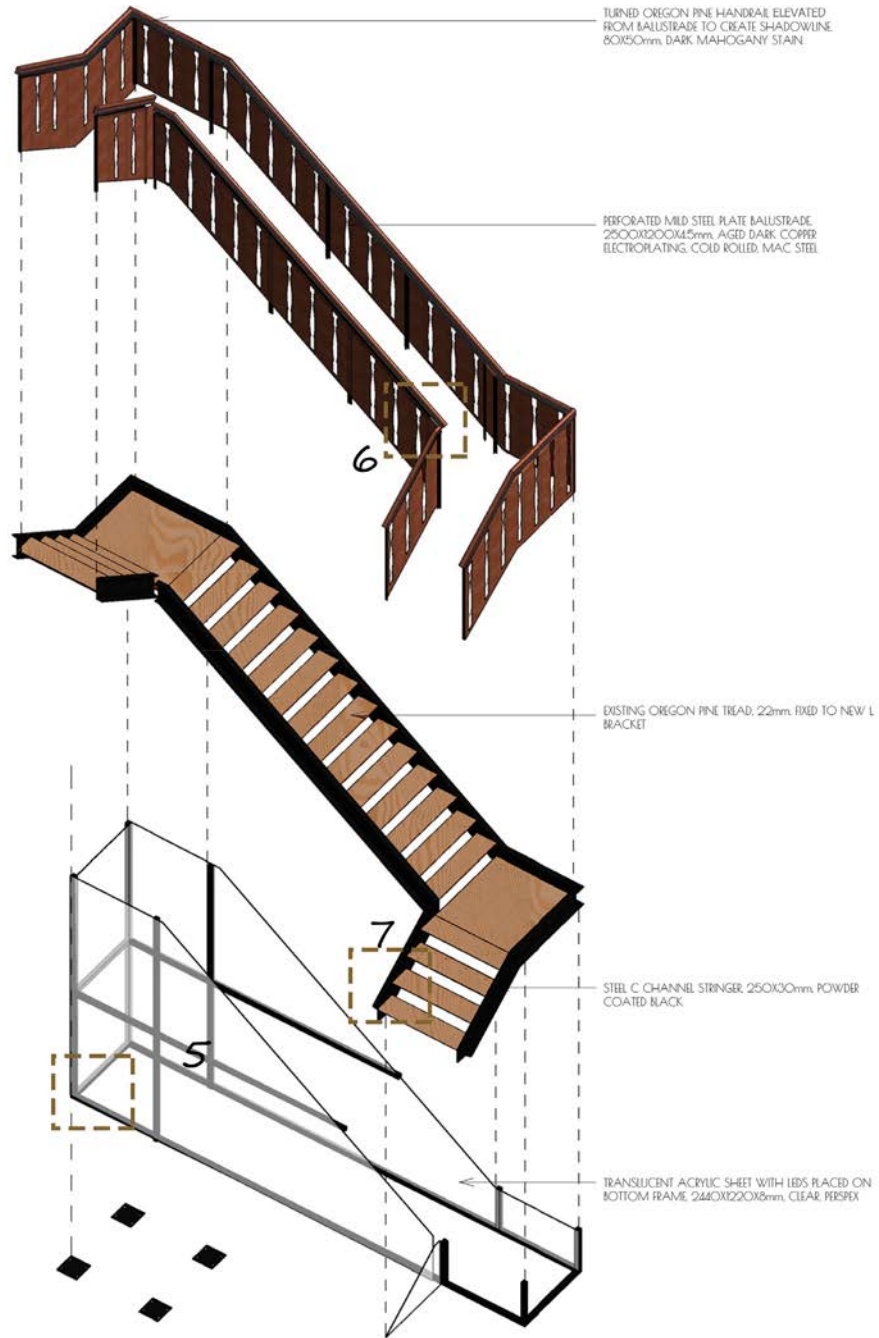 TURNED OREGON PINE HANDRAIL ELEVATED
FROM BALUSTRADE TO CREATE SHADOWLINE.
80X50mm, DARK MAHOGANY STAIN.
PERFORATED MILD STEEL PLATE BALUSTRADE,
2500X1200X4.5mm, AGED DARK COPPER
ELECTROPLATING, COLD ROLLED, MAC STEEL
6
EXISTING OREGON PINE TREAD, 22mm, FIXED TO NEW L
BRACKET
7
STEEL C CHANNEL STRINGER, 250X30mm, POWDER
COATED BLACK
5
TRANSLUCENT ACRYLIC SHEET WITH LEDS PLACED ON
BOTTOM FRAME, 2440X1220X8mm, CLEAR, PERSPEX